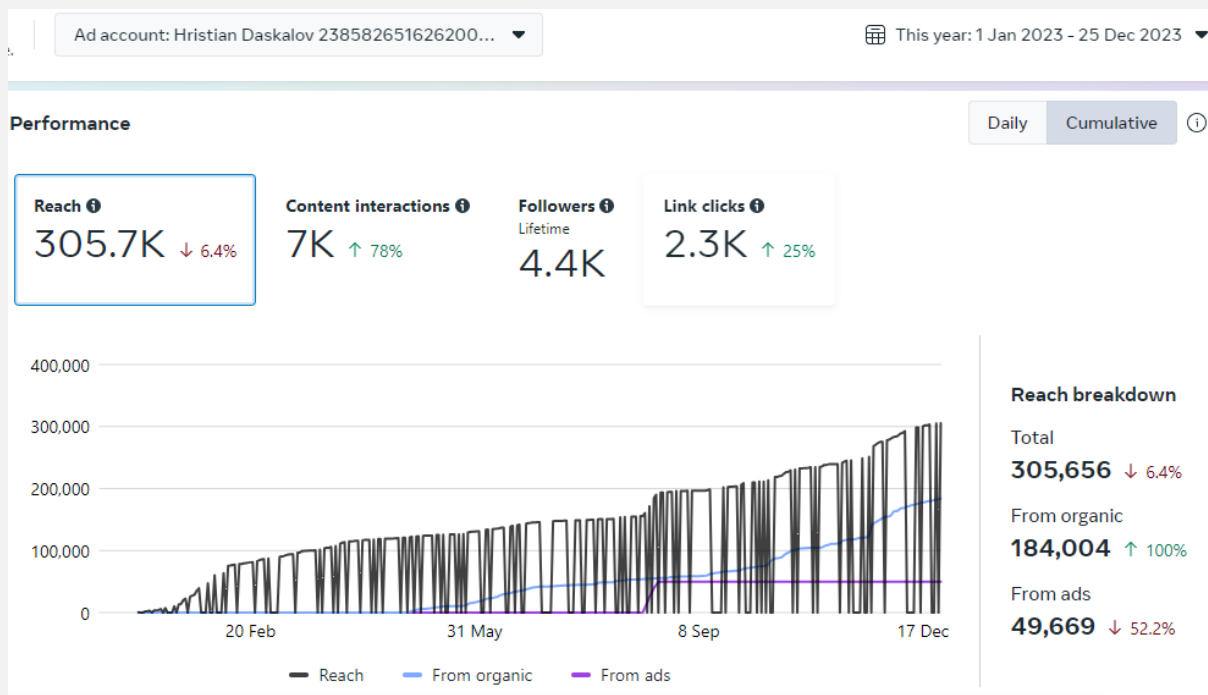 e.
Ad account: Hristian Daskalov 238582651626200...
This year: 1 Jan 2023 - 25 Dec 2023
Performance
Daily
Cumulative
Reach
305.7K ↓ 6.4%
Content interactions
7K ↑ 78%
Followers
Lifetime
4.4K
Link clicks
2.3K ↑ 25%
400,000
300,000
200,000
100,000
0
20 Feb
31 May
8 Sep
17 Dec
Reach
From organic
From ads
Reach breakdown
Total
305,656 ↓ 6.4%
From organic
184,004 ↑ 100%
From ads
49,669 ↓ 52.2%